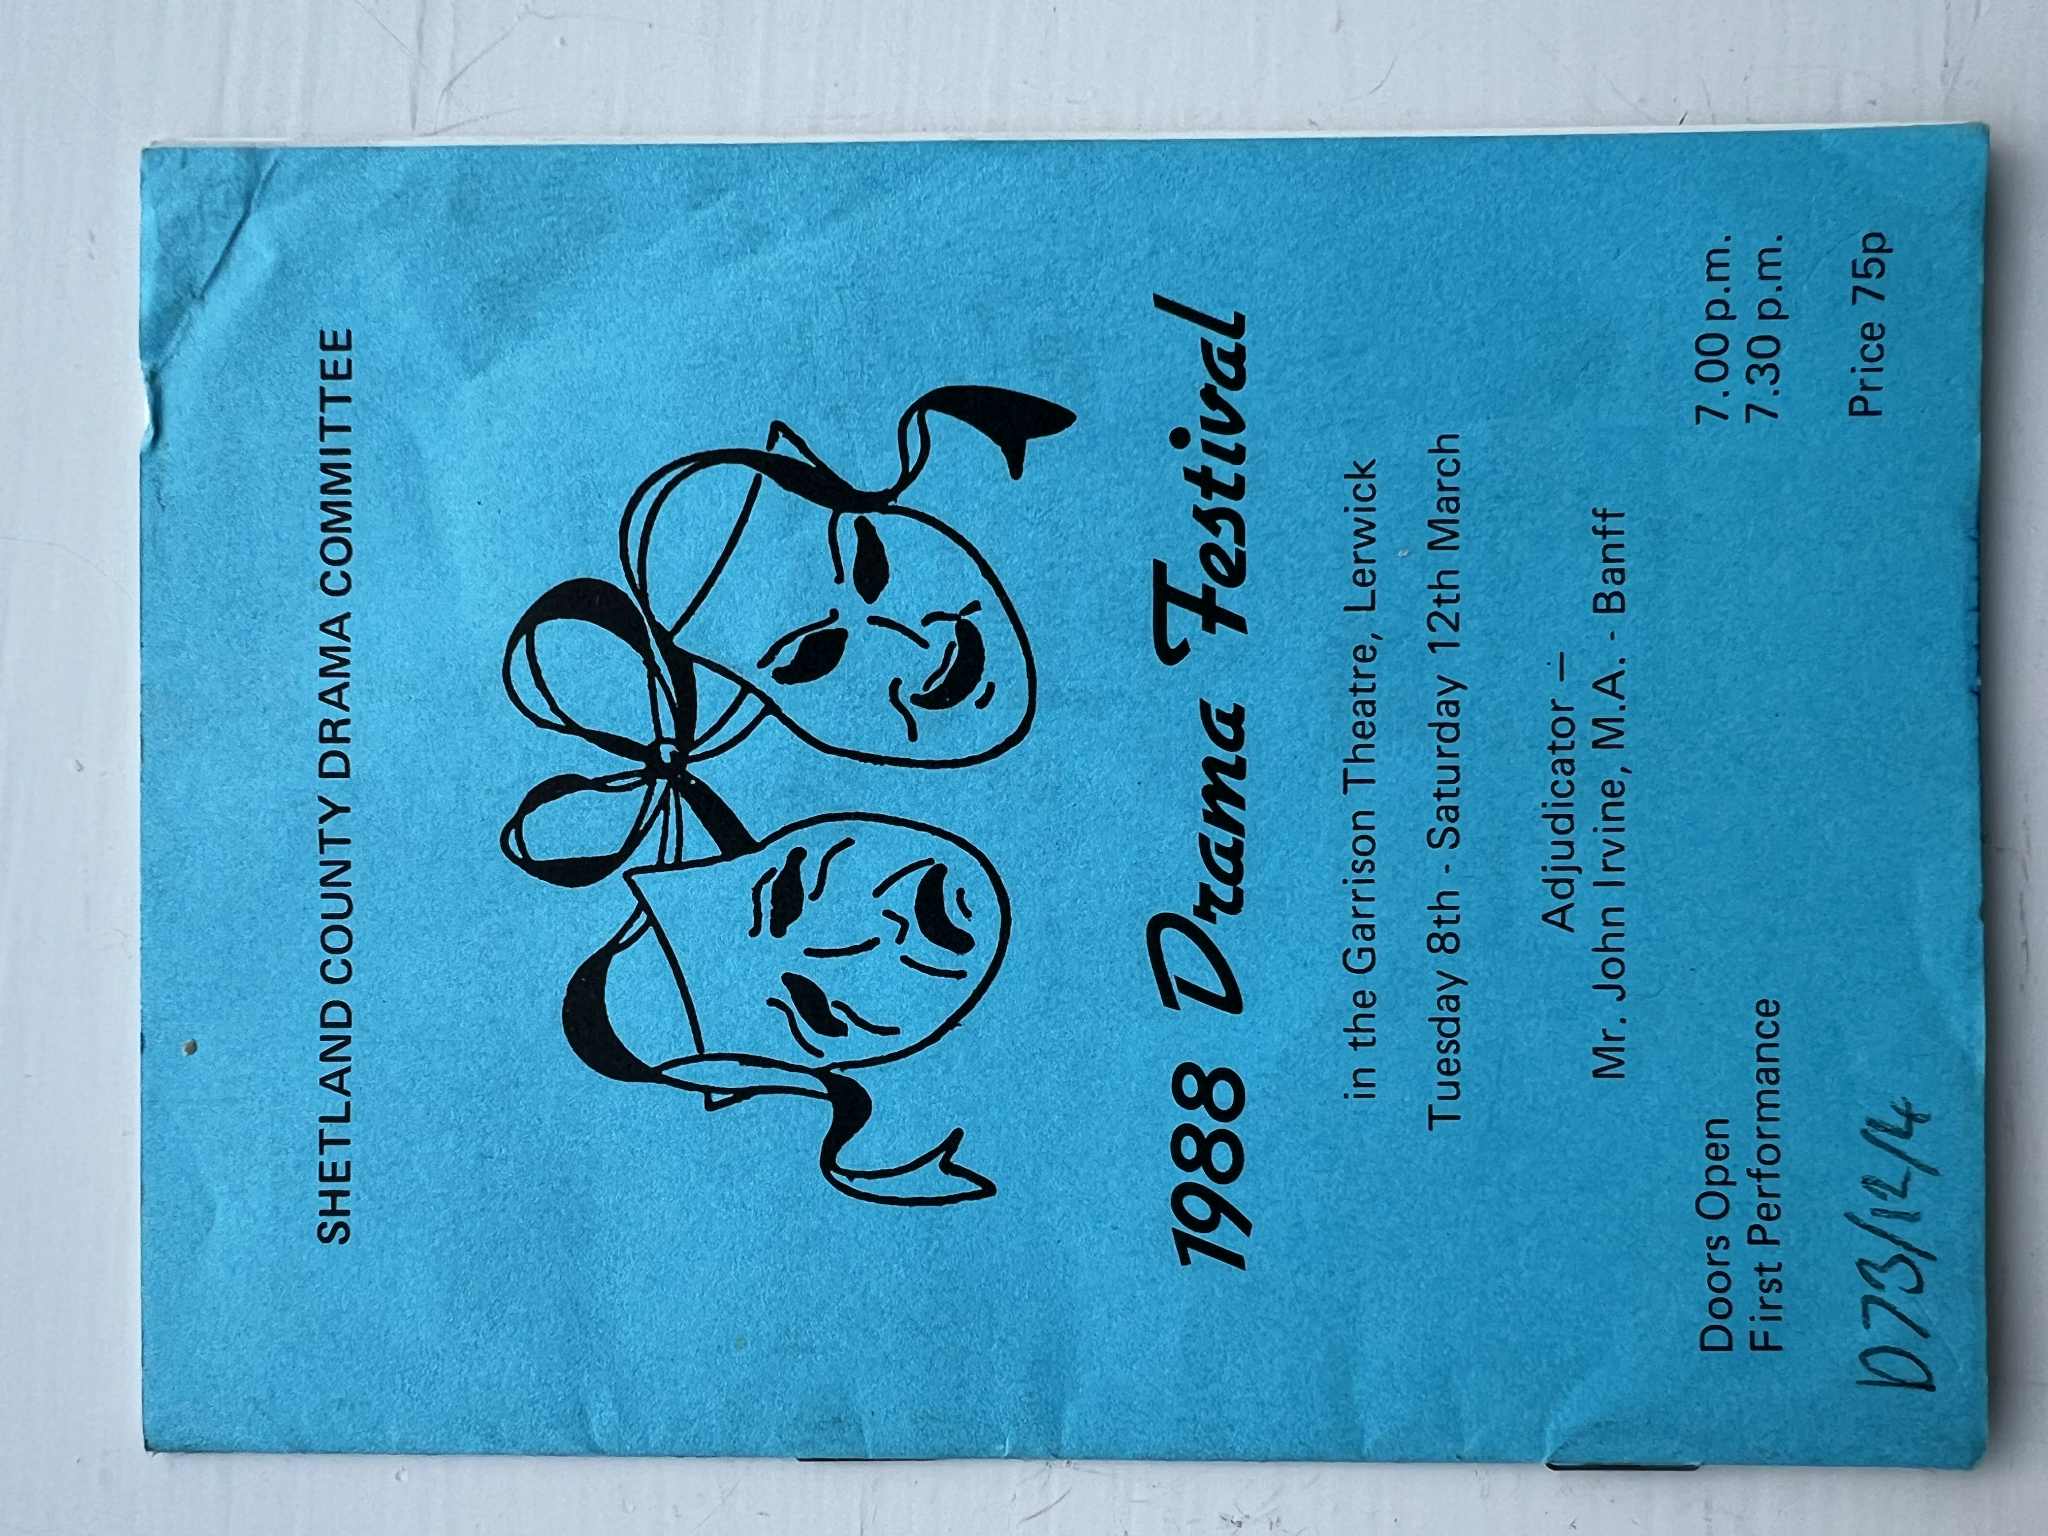 SHETLAND COUNTY DRAMA COMMITTEE
1988 Drama Festival
in the Garrison Theatre, Lerwick
Tuesday 8th - Saturday 12th March
Adjudicator –
Mr. John Irvine, M.A. - Banff
Doors Open 7.00 p.m.
First Performance 7.30 p.m.
Price 75p
D73/12/4